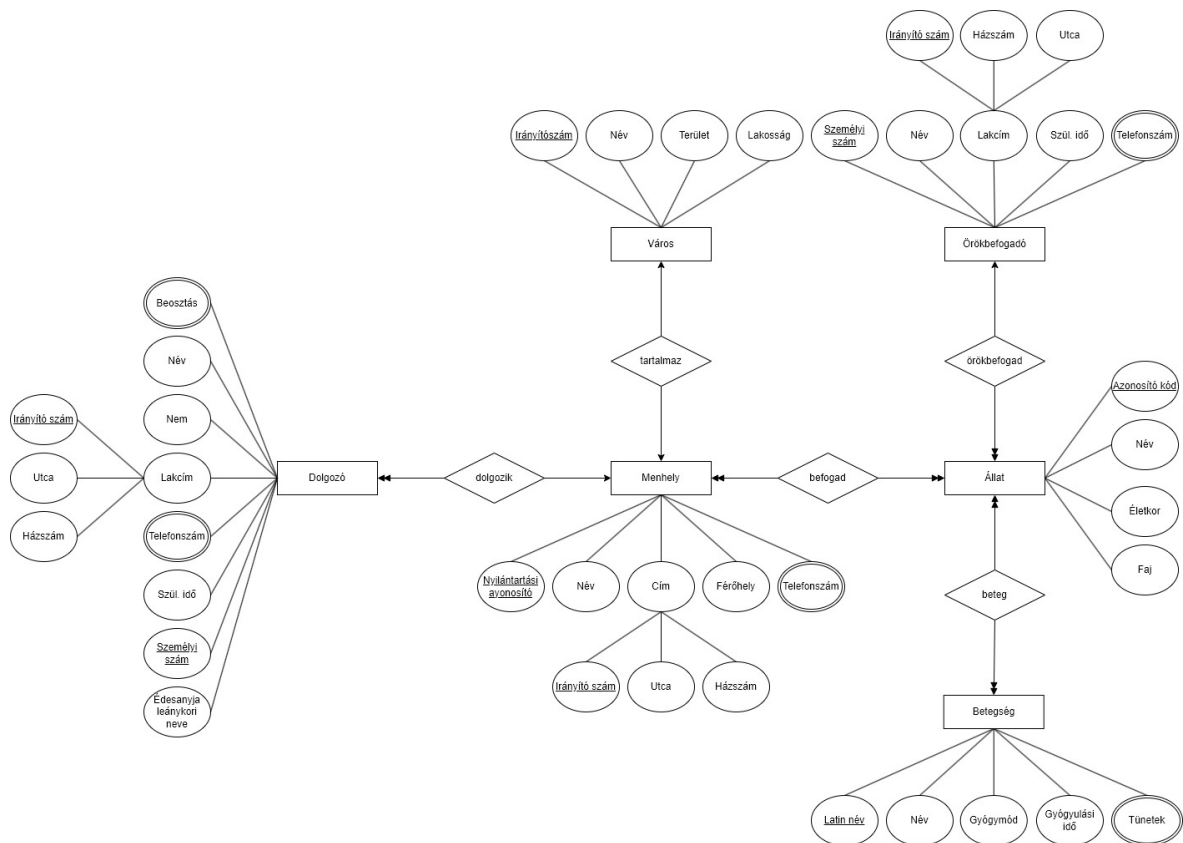 Irányító szám
Házszám
Utca
Irányítószám
Név
Terület
Lakosság
Személyi
szám
Név
Lakcím
Szül. idő
Telefonszám
Város
Örökbefogadó
Beosztás
Név
tartalmaz
örökbefogad
Azonosító kód
Irányító szám
Nem
Név
Utca
Lakcím
Dolgozó
dolgozik
Menhely
befogad
Állat
Életkor
Házszám
Telefonszám
Faj
Nyilántartási
ayonosító
Név
Cím
Férőhely
Telefonszám
Szül. idő
beteg
Személyi
szám
Irányító szám
Utca
Házszám
Édesanyja
leánykori
neve
Betegség
Latin név
Név
Gyógymód
Gyógyulási
idő
Tünetek